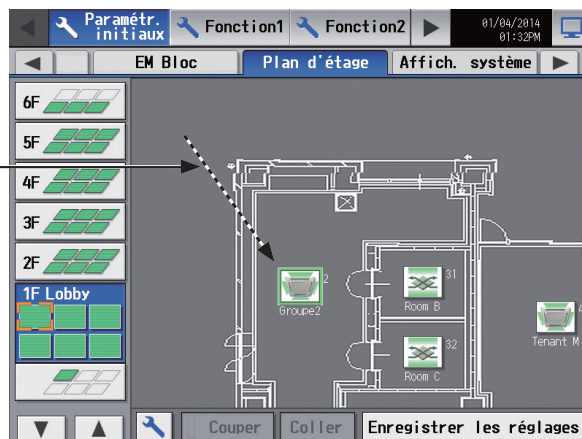 Paramétr.
initiaux
Fonction1
Fonction2
01/04/2014
01:32PM
EM Bloc
Plan d'étage
Affich. système
6F
5F
4F
3F
2F
1F Lobby
2
Groupe2
31
Room B
32
Room C
Tenant M
Couper
Coller
Enregistrer les réglages